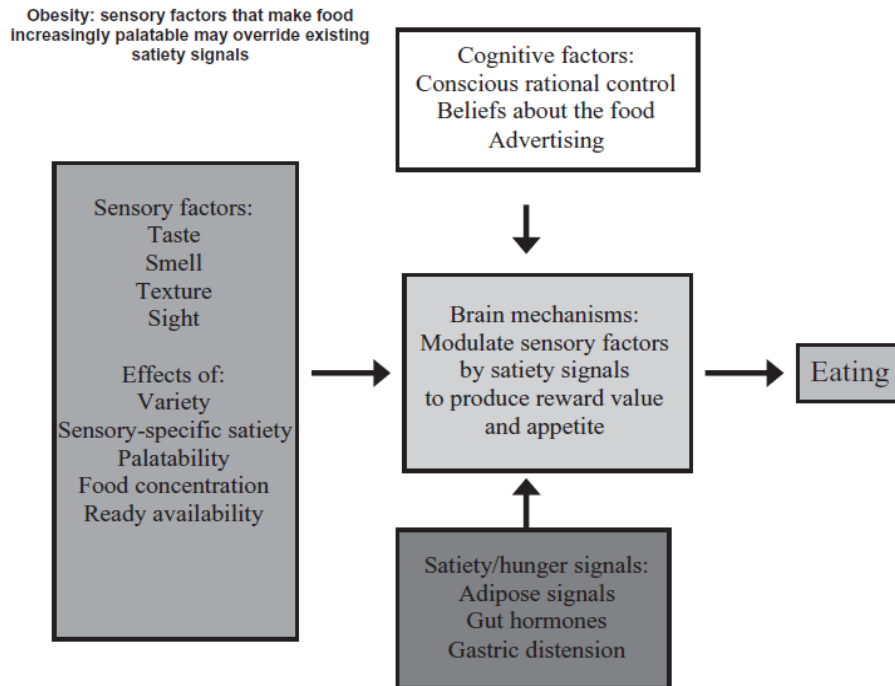 Obesity: sensory factors that make food
increasingly palatable may override existing
satiety signals
Cognitive factors:
Conscious rational control
Beliefs about the food
Advertising
Sensory factors:
Taste
Smell
Texture
Sight
Effects of:
Variety
Sensory-specific satiety
Palatability
Food concentration
Ready availability
Brain mechanisms:
Modulate sensory factors
by satiety signals
to produce reward value
and appetite
Eating
Satiety/hunger signals:
Adipose signals
Gut hormones
Gastric distension